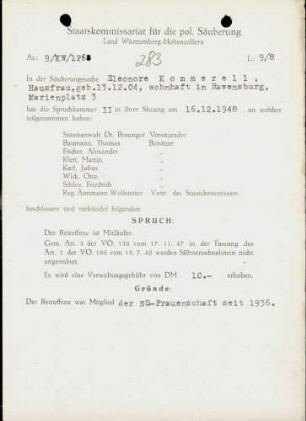 Staatskommissariat für die pol. Säuberung
Land Württemberg-Hohenzollern
Az: 9/KW/1268
283
L: 9/8
In der Säuberungssache Eleonore Kommerell,
Hausfrau,geb.13.12.04, wohnhaft in Ravensburg,
Marienplatz 3
hat die Spruchkammer II in ihrer Sitzung am 16.12.1948 , an welcher
teilgenommen haben:
Staatsanwalt Dr. Braunger Vorsitzender
Baumann, Thomas Beisitzer
Fischer, Alexander „
Klett, Martin „
Karl, Julius „
Wick, Otto „
Schley, Friedrich „
Reg. Amtmann Wolfsteiner Vertr. des Staatskommissars
beschlossen und verkündet folgenden
SPRUCH:
Der Betroffene ist Mitläufer.
Gem. Art 3 der VO. 133 vom 17. 11. 47 in der Fassung des
Art. 1 der VO. 165 vom 13. 7. 48 werden Sühnemaßnahmen nicht
angeordnet.
Es wird eine Verwaltungsgebühr von DM 10.- erhoben.
Gründe:
Der Betroffene war Mitglied der NS-Frauenschaft seit 1936.